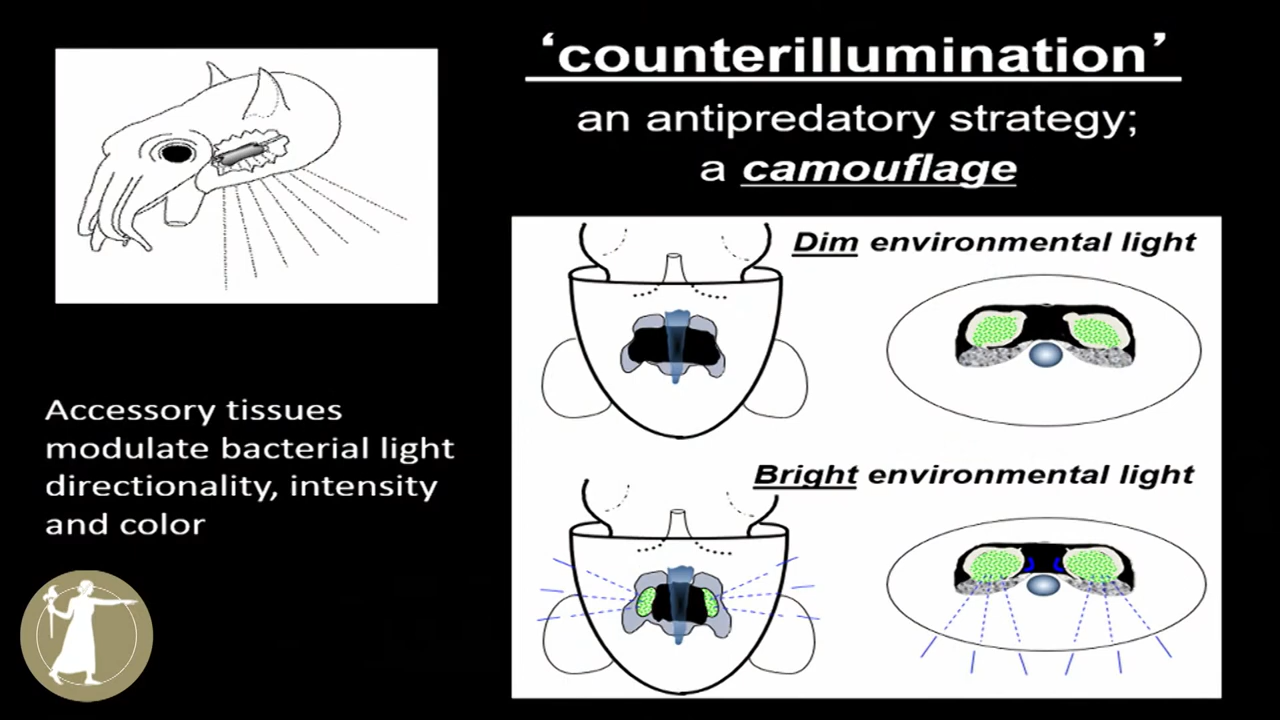 ‘counterillumination’
an antipredatory strategy;
a camouflage
Dim environmental light
Bright environmental light
Accessory tissues
modulate bacterial light
directionality, intensity
and color